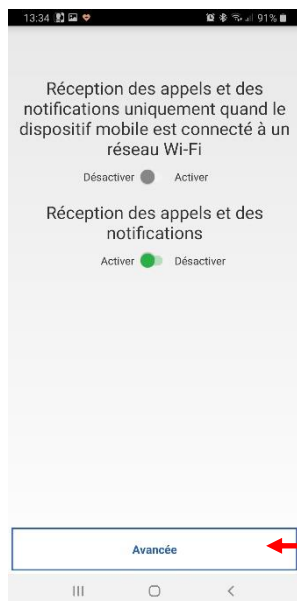 13:34 91%
Réception des appels et des
notifications uniquement quand le
dispositif mobile est connecté à un
réseau Wi-Fi
Désactiver Activer
Réception des appels et des
notifications
Activer Désactiver
Avancée